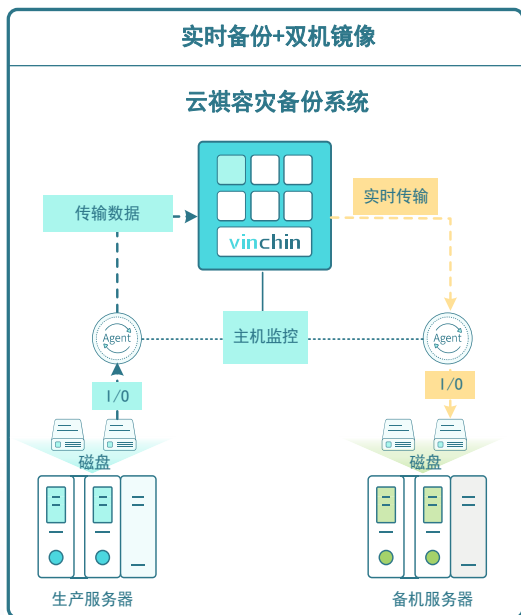 实时备份+双机镜像
云祺容灾备份系统
实时传输
传输数据
vinchin
主机监控
Agent
Agent
I/O
I/O
磁盘
磁盘
生产服务器
备机服务器